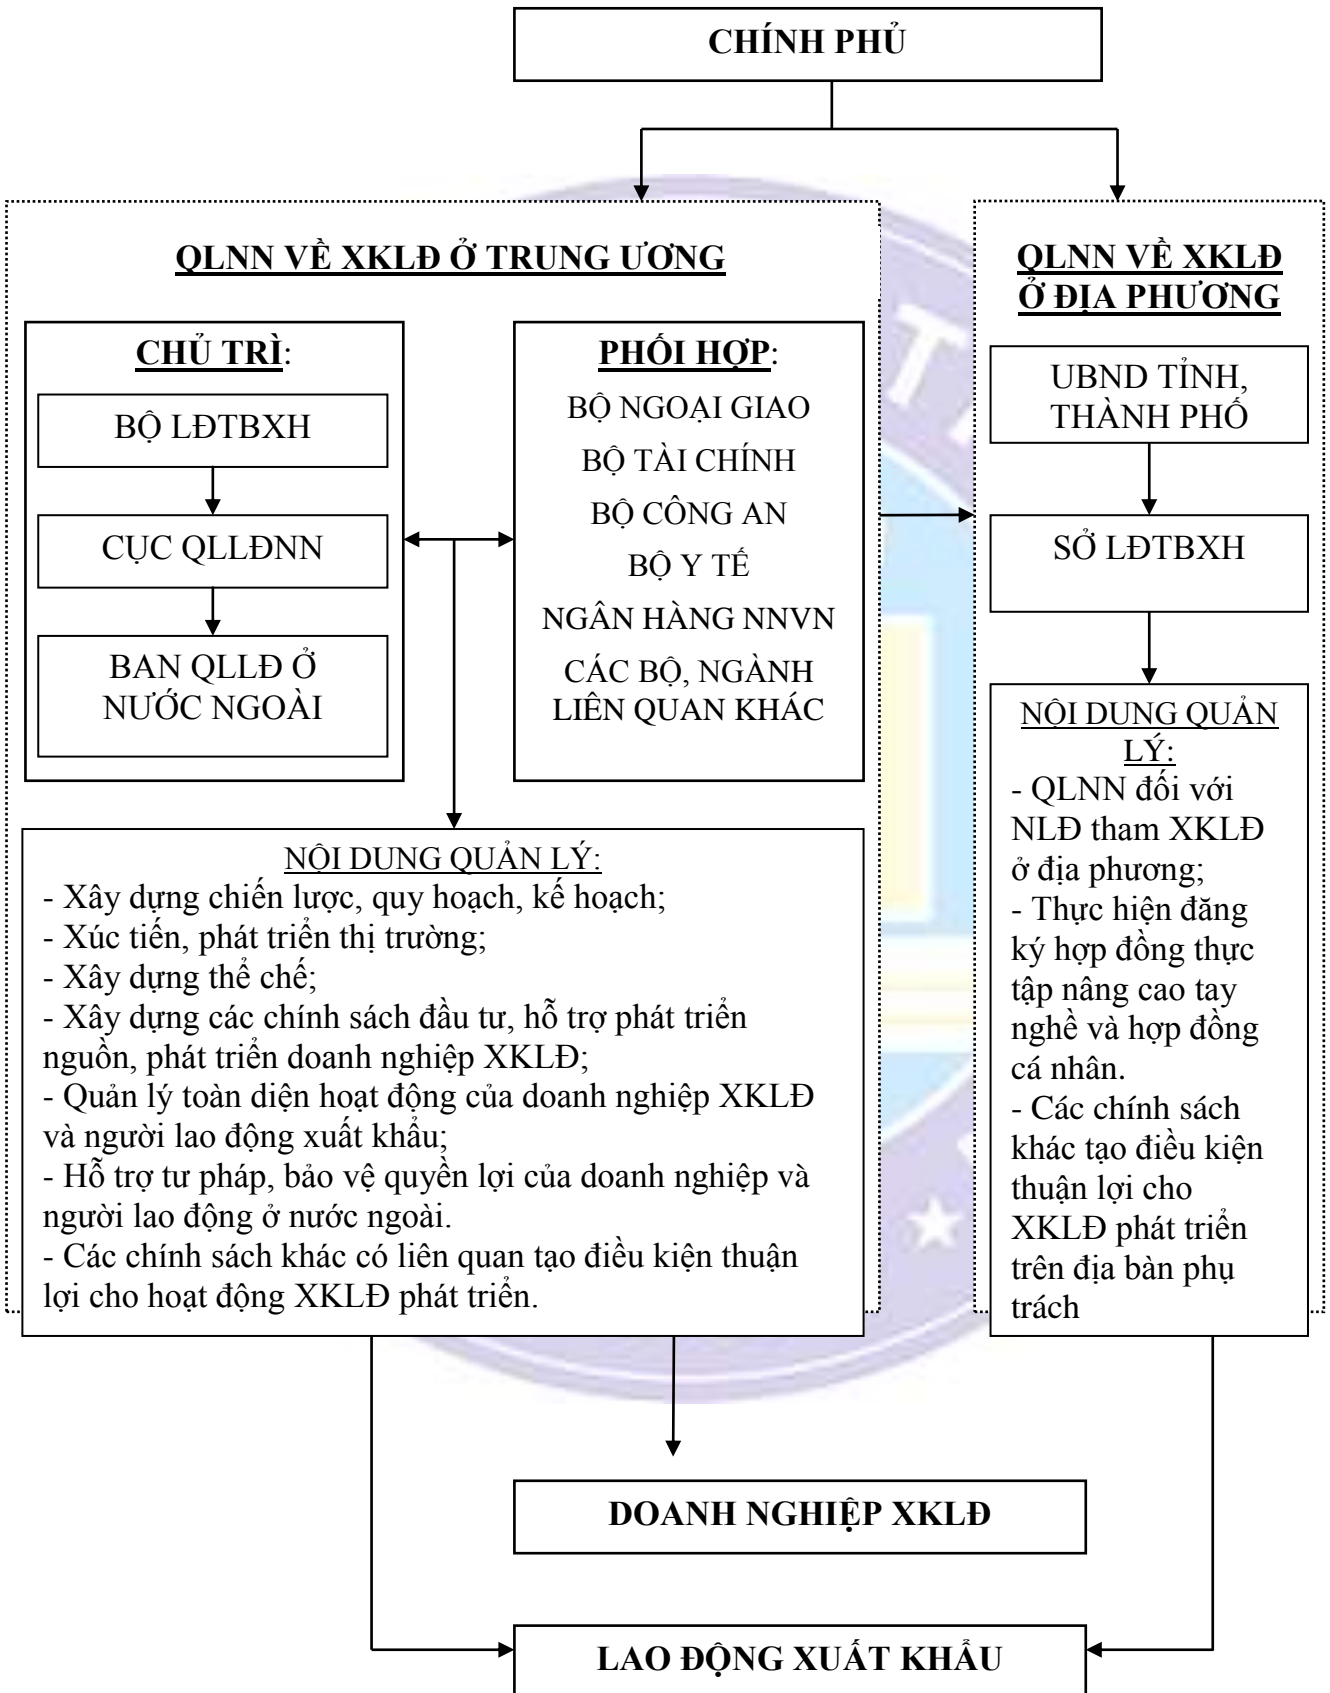 CHÍNH PHỦ
QLNN VỀ XKLĐ Ở TRUNG ƯƠNG
CHỦ TRÌ:
BỘ LĐTBXH
CỤC QLLĐNN
BAN QLLĐ Ở
NƯỚC NGOÀI
PHỐI HỢP:
BỘ NGOẠI GIAO
BỘ TÀI CHÍNH
BỘ CÔNG AN
BỘ Y TẾ
NGÂN HÀNG NNVN
CÁC BỘ, NGÀNH
LIÊN QUAN KHÁC
NỘI DUNG QUẢN LÝ:
- Xây dựng chiến lược, quy hoạch, kế hoạch;
- Xúc tiến, phát triển thị trường;
- Xây dựng thể chế;
- Xây dựng các chính sách đầu tư, hỗ trợ phát triển
nguồn, phát triển doanh nghiệp XKLĐ;
- Quản lý toàn diện hoạt động của doanh nghiệp XKLĐ
và người lao động xuất khẩu;
- Hỗ trợ tư pháp, bảo vệ quyền lợi của doanh nghiệp và
người lao động ở nước ngoài.
- Các chính sách khác có liên quan tạo điều kiện thuận
lợi cho hoạt động XKLĐ phát triển.
QLNN VỀ XKLĐ
Ở ĐỊA PHƯƠNG
UBND TỈNH,
THÀNH PHỐ
SỞ LĐTBXH
NỘI DUNG QUẢN
LÝ:
- QLNN đối với
NLĐ tham XKLĐ
ở địa phương;
- Thực hiện đăng
ký hợp đồng thực
tập nâng cao tay
nghề và hợp đồng
cá nhân.
- Các chính sách
khác tạo điều kiện
thuận lợi cho
XKLĐ phát triển
trên địa bàn phụ
trách
DOANH NGHIỆP XKLĐ
LAO ĐỘNG XUẤT KHẨU